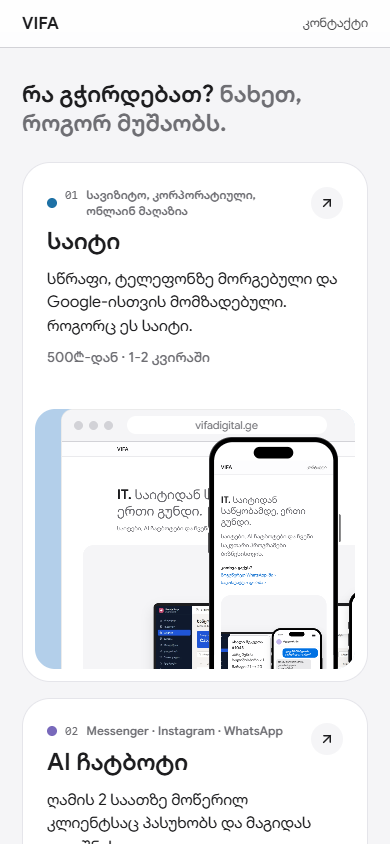 VIFA
კონტაქტი
რა გჭირდებათ? ნახეთ,
როგორ მუშაობს.
01 სავიზიტო, კორპორატიული,
ონლაინ მაღაზია
საიტი
სწრაფი, ტელეფონზე მორგებული და
Google-ისთვის მომზადებული.
როგორც ეს საიტი.
500₾-დან · 1-2 კვირაში
vifadigital.ge
VIFA
IT. საიტიდან ს
ერთი გუნდი.
VIFA
IT. საიტიდან
საწყობამდე. ერთი
გუნდი.
02 Messenger · Instagram · WhatsApp
AI ჩატბოტი
ღამის 2 საათზე მოწერილ
კლიენტსაც პასუხობს და მაგიდას